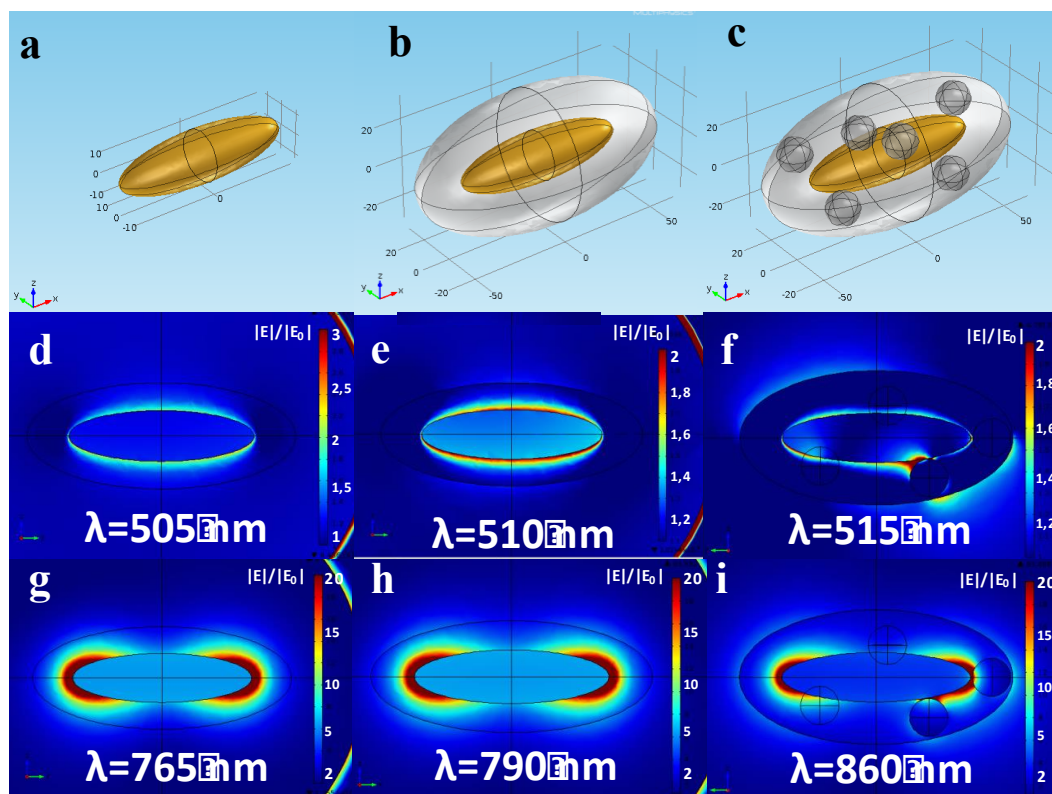 a
10
0
-10
10
0
-10
0
z
y
x
b
20
0
-20
20
0
-20
-50
0
50
z
y
x
c
20
0
-20
20
0
-20
-50
0
50
z
y
x
d
|E|/|E₀|
3
2,5
2
1,5
1
λ=505 nm
e
|E|/|E₀|
2
1,8
1,6
1,4
1,2
λ=510 nm
f
|E|/|E₀|
2
1,8
1,6
1,4
1,2
λ=515 nm
g
|E|/|E₀|
20
15
10
5
2
λ=765 nm
h
|E|/|E₀|
20
15
10
5
2
λ=790 nm
i
|E|/|E₀|
20
15
10
5
2
λ=860 nm